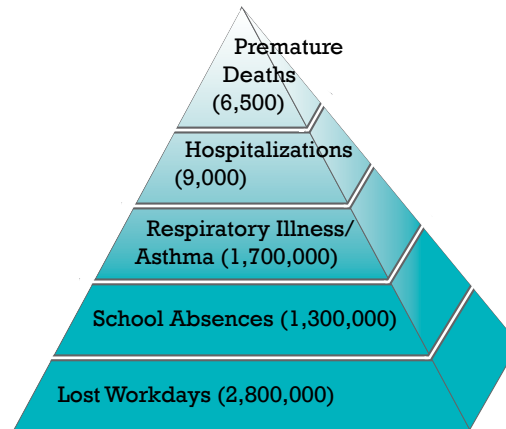 Premature
Deaths
(6,500)
Hospitalizations
(9,000)
Respiratory Illness/
Asthma (1,700,000)
School Absences (1,300,000)
Lost Workdays (2,800,000)